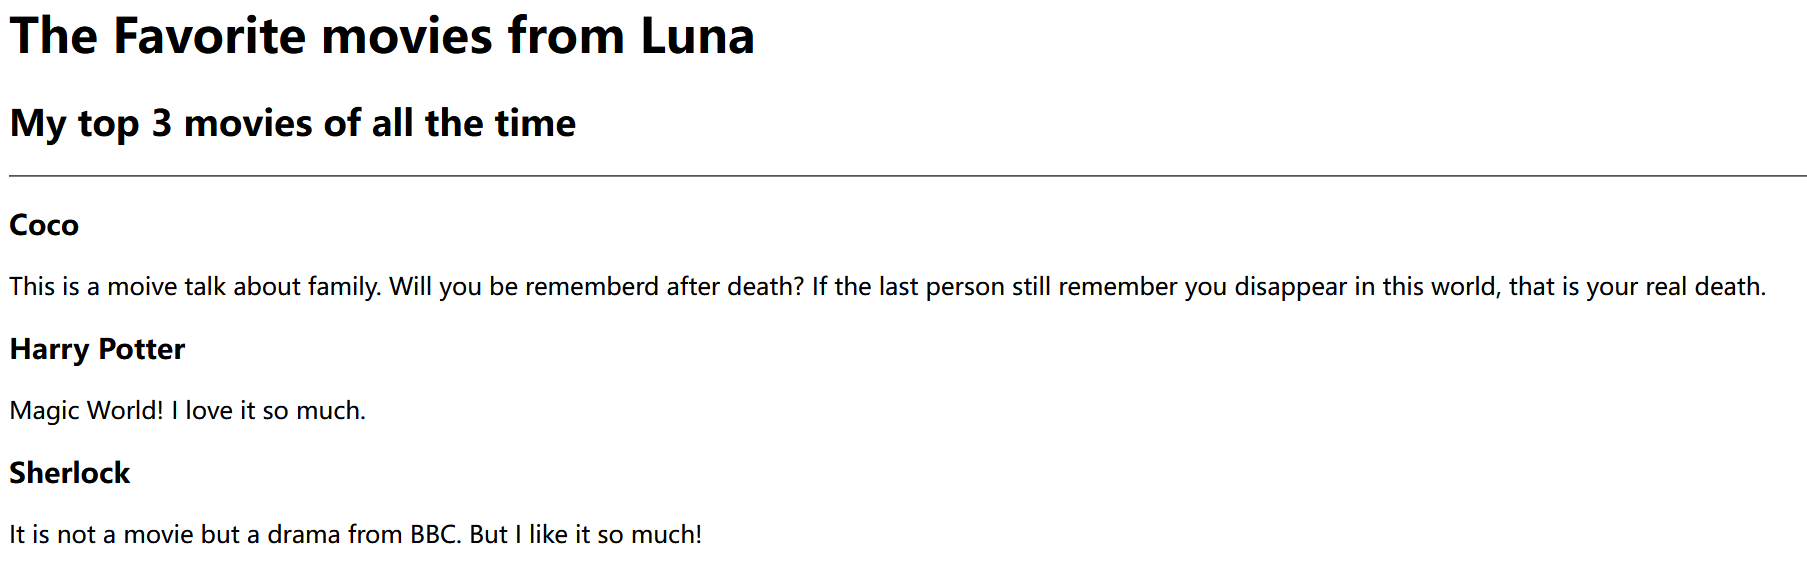 The Favorite movies from Luna
My top 3 movies of all the time
Coco
This is a moive talk about family. Will you be rememberd after death? If the last person still remember you disappear in this world, that is your real death.
Harry Potter
Magic World! I love it so much.
Sherlock
It is not a movie but a drama from BBC. But I like it so much!